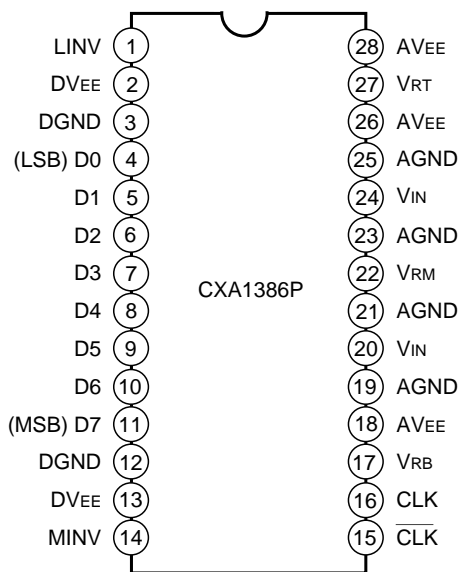 LINV 1 28 AVEE
DVEE 2 27 VRT
DGND 3 26 AVEE
(LSB) D0 4 25 AGND
D1 5 24 VIN
D2 6 23 AGND
D3 7 22 VRM
CXA1386P
D4 8 21 AGND
D5 9 20 VIN
D6 10 19 AGND
(MSB) D7 11 18 AVEE
DGND 12 17 VRB
DVEE 13 16 CLK
MINV 14 15 C̅L̅K̅